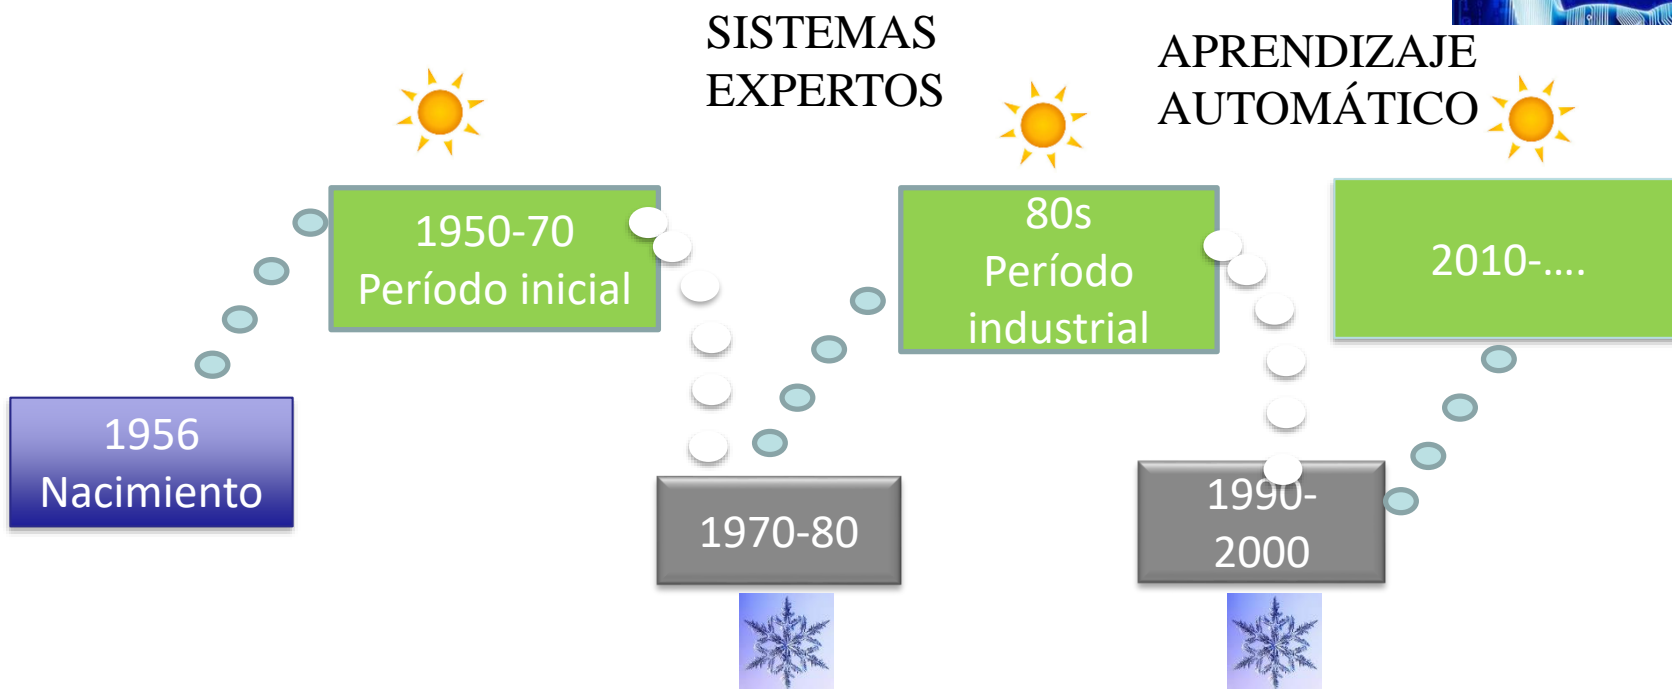 SISTEMAS
EXPERTOS
APRENDIZAJE
AUTOMÁTICO
1950-70
Período inicial
80s
Período
industrial
2010-....
1956
Nacimiento
1970-80
1990-
2000